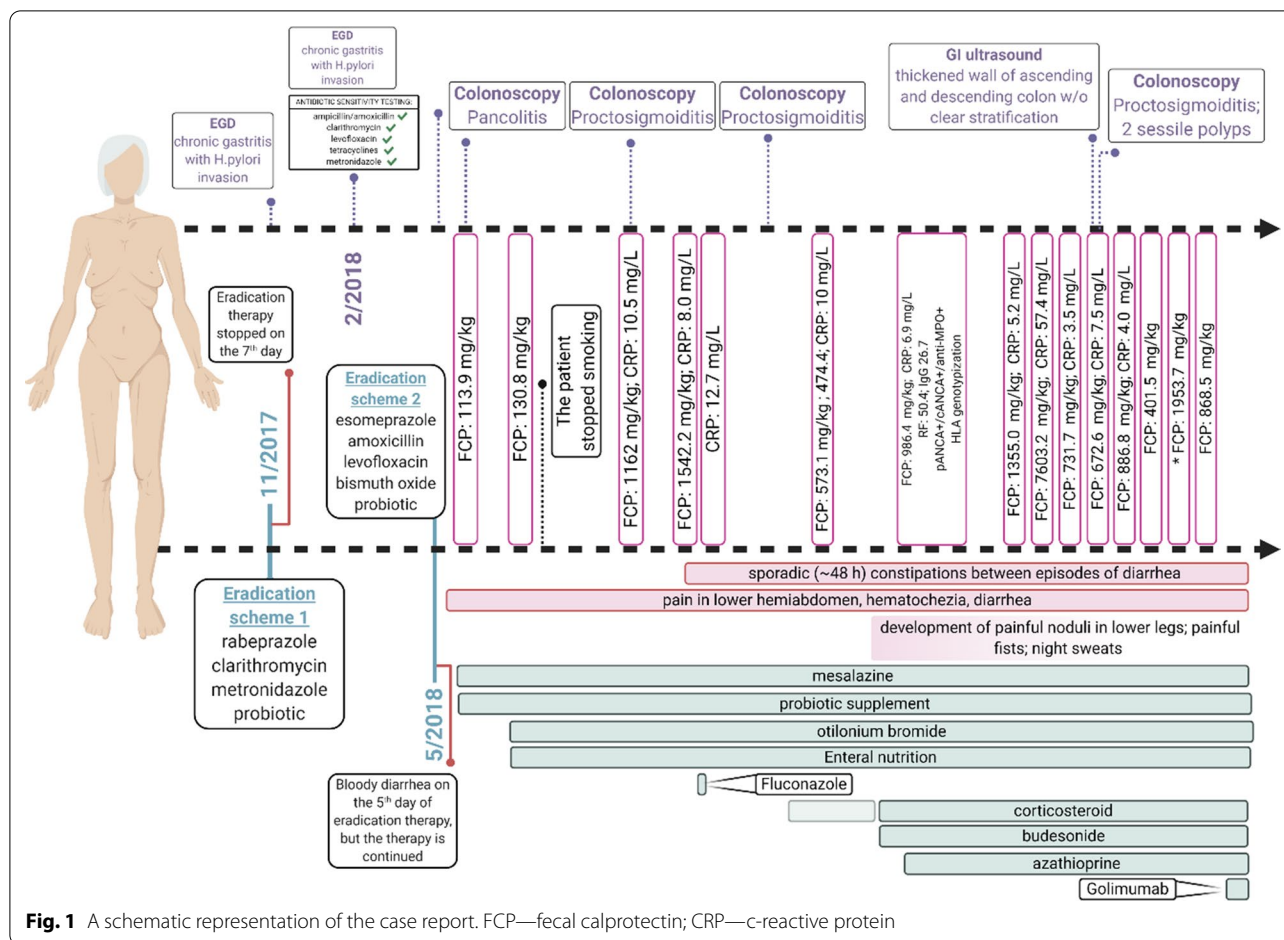 EGD
chronic gastritis
with H.pylori
invasion
EGD
chronic gastritis
with H.pylori
invasion
ANTIBIOTIC SENSITIVITY TESTING:
ampicillin/amoxicillin ✓
clarithromycin ✓
levofloxacin ✓
tetracyclines ✓
metronidazole ✓
Colonoscopy
Pancolitis
Colonoscopy
Proctosigmoiditis
Colonoscopy
Proctosigmoiditis
GI ultrasound
thickened wall of ascending
and descending colon w/o
clear stratification
Colonoscopy
Proctosigmoiditis;
2 sessile polyps
Eradication
therapy
stopped on
the 7th day
11/2017
2/2018
Eradication
scheme 1
rabeprazole
clarithromycin
metronidazole
probiotic
Eradication
scheme 2
esomeprazole
amoxicillin
levofloxacin
bismuth oxide
probiotic
5/2018
Bloody diarrhea on
the 5th day of
eradication therapy,
but the therapy is
continued
FCP: 113.9 mg/kg
FCP: 130.8 mg/kg
The patient
stopped smoking
FCP: 1162 mg/kg; CRP: 10.5 mg/L
FCP: 1542.2 mg/kg; CRP: 8.0 mg/L
CRP: 12.7 mg/L
FCP: 573.1 mg/kg ; 474.4; CRP: 10 mg/L
FCP: 986.4 mg/kg; CRP: 6.9 mg/L
RF: 50.4; IgG 26.7
pANCA+/cANCA+/anti-MPO+
HLA genotypization
FCP: 1355.0 mg/kg; CRP: 5.2 mg/L
FCP: 7603.2 mg/kg; CRP: 57.4 mg/L
FCP: 731.7 mg/kg; CRP: 3.5 mg/L
FCP: 672.6 mg/kg; CRP: 7.5 mg/L
FCP: 886.8 mg/kg; CRP: 4.0 mg/L
FCP: 401.5 mg/kg
* FCP: 1953.7 mg/kg
FCP: 868.5 mg/kg
sporadic (~48 h) constipations between episodes of diarrhea
pain in lower hemiabdomen, hematochezia, diarrhea
development of painful noduli in lower legs; painful
fists; night sweats
mesalazine
probiotic supplement
otilonium bromide
Enteral nutrition
Fluconazole
corticosteroid
budesonide
azathioprine
Golimumab
Fig. 1 A schematic representation of the case report. FCP—fecal calprotectin; CRP—c-reactive protein